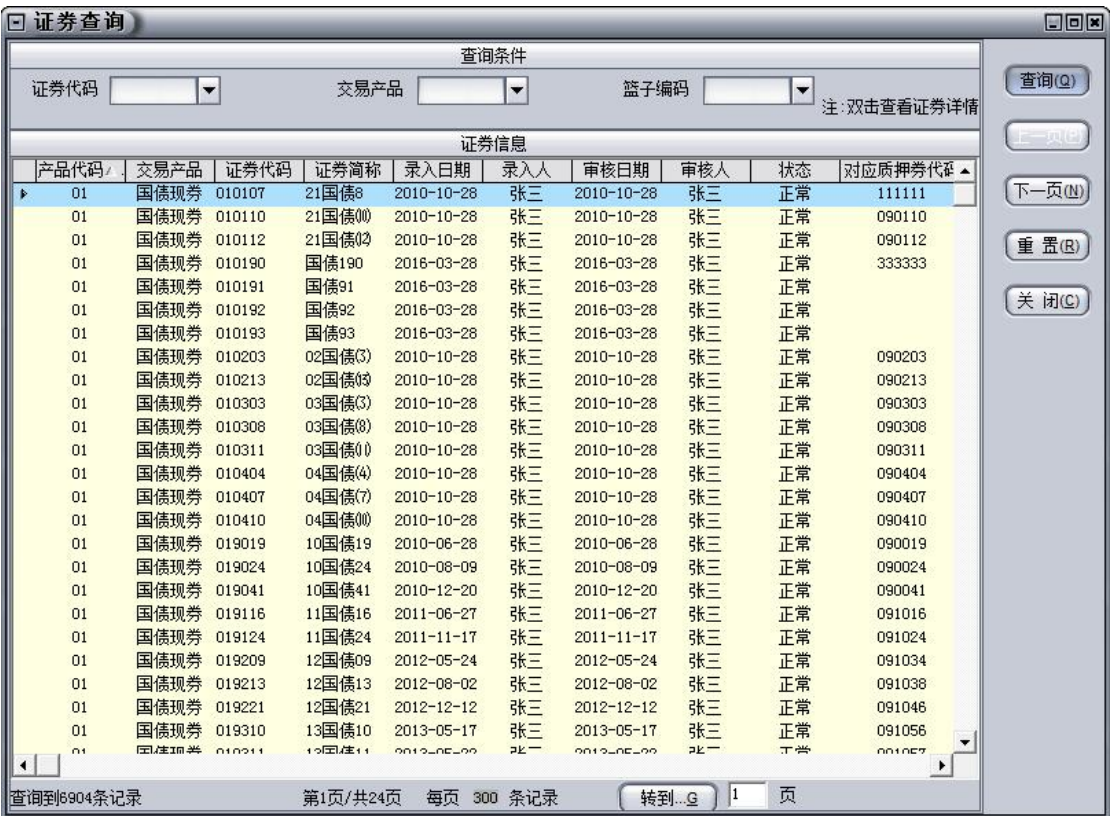 证券查询
查询条件
证券代码 交易产品 篮子编码 注:双击查看证券详情
证券信息
产品代码 交易产品 证券代码 证券简称 录入日期 录入人 审核日期 审核人 状态 对应质押券代码
01 国债现券 010107 21国债8 2010-10-28 张三 2010-10-28 张三 正常 111111
01 国债现券 010110 21国债⑽ 2010-10-28 张三 2010-10-28 张三 正常 090110
01 国债现券 010112 21国债⑿ 2010-10-28 张三 2010-10-28 张三 正常 090112
01 国债现券 010190 国债190 2016-03-28 张三 2016-03-28 张三 正常 333333
01 国债现券 010191 国债91 2016-03-28 张三 2016-03-28 张三 正常
01 国债现券 010192 国债92 2016-03-28 张三 2016-03-28 张三 正常
01 国债现券 010193 国债93 2016-03-28 张三 2016-03-28 张三 正常
01 国债现券 010203 02国债⑶ 2010-10-28 张三 2010-10-28 张三 正常 090203
01 国债现券 010213 02国债⒀ 2010-10-28 张三 2010-10-28 张三 正常 090213
01 国债现券 010303 03国债⑶ 2010-10-28 张三 2010-10-28 张三 正常 090303
01 国债现券 010308 03国债⑻ 2010-10-28 张三 2010-10-28 张三 正常 090308
01 国债现券 010311 03国债⑾ 2010-10-28 张三 2010-10-28 张三 正常 090311
01 国债现券 010404 04国债⑷ 2010-10-28 张三 2010-10-28 张三 正常 090404
01 国债现券 010407 04国债⑺ 2010-10-28 张三 2010-10-28 张三 正常 090407
01 国债现券 010410 04国债⑽ 2010-10-28 张三 2010-10-28 张三 正常 090410
01 国债现券 019019 10国债19 2010-06-28 张三 2010-06-28 张三 正常 090019
01 国债现券 019024 10国债24 2010-08-09 张三 2010-08-09 张三 正常 090024
01 国债现券 019041 10国债41 2010-12-20 张三 2010-12-20 张三 正常 090041
01 国债现券 019116 11国债16 2011-06-27 张三 2011-06-27 张三 正常 091016
01 国债现券 019124 11国债24 2011-11-17 张三 2011-11-17 张三 正常 091024
01 国债现券 019209 12国债09 2012-05-24 张三 2012-05-24 张三 正常 091034
01 国债现券 019213 12国债13 2012-08-02 张三 2012-08-02 张三 正常 091038
01 国债现券 019221 12国债21 2012-12-12 张三 2012-12-12 张三 正常 091046
01 国债现券 019310 13国债10 2013-05-17 张三 2013-05-17 张三 正常 091056
查询到6904条记录 第1页/共24页 每页 300 条记录 转到...G 1 页
查询(Q)
上一页(P)
下一页(N)
重 置(R)
关 闭(C)